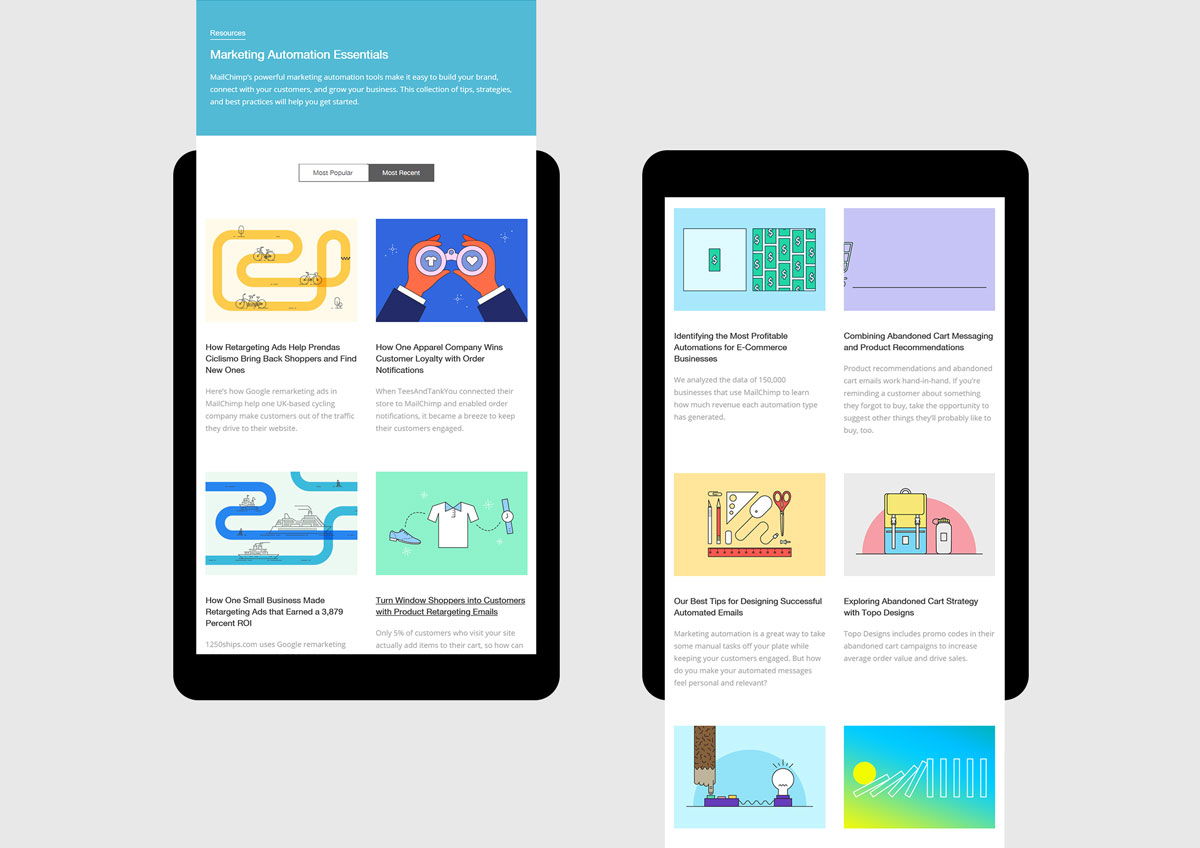 Resources
Marketing Automation Essentials
MailChimp's powerful marketing automation tools make it easy to build your brand,
connect with your customers, and grow your business. This collection of tips, strategies,
and best practices will help you get started.
Most Popular
Most Recent
How Retargeting Ads Help Prendas
Ciclismo Bring Back Shoppers and Find
New Ones
Here's how Google remarketing ads in
MailChimp help one UK-based cycling
company make customers out of the traffic
they drive to their website.
How One Apparel Company Wins
Customer Loyalty with Order
Notifications
When TeesAndTankYou connected their
store to MailChimp and enabled order
notifications, it became a breeze to keep
their customers engaged.
How One Small Business Made
Retargeting Ads that Earned a 3,879
Percent ROI
1250ships.com uses Google remarketing
Turn Window Shoppers into Customers
with Product Retargeting Emails
Only 5% of customers who visit your site
actually add items to their cart, so how can
Identifying the Most Profitable
Automations for E-Commerce
Businesses
We analyzed the data of 150,000
businesses that use MailChimp to learn
how much revenue each automation type
has generated.
Combining Abandoned Cart Messaging
and Product Recommendations
Product recommendations and abandoned
cart emails work hand-in-hand. If you're
reminding a customer about something
they forgot to buy, take the opportunity to
suggest other things they'll probably like to
buy, too.
Our Best Tips for Designing Successful
Automated Emails
Marketing automation is a great way to take
some manual tasks off your plate while
keeping your customers engaged. But how
do you make your automated messages
feel personal and relevant?
Exploring Abandoned Cart Strategy
with Topo Designs
Topo Designs includes promo codes in their
abandoned cart campaigns to increase
average order value and drive sales.